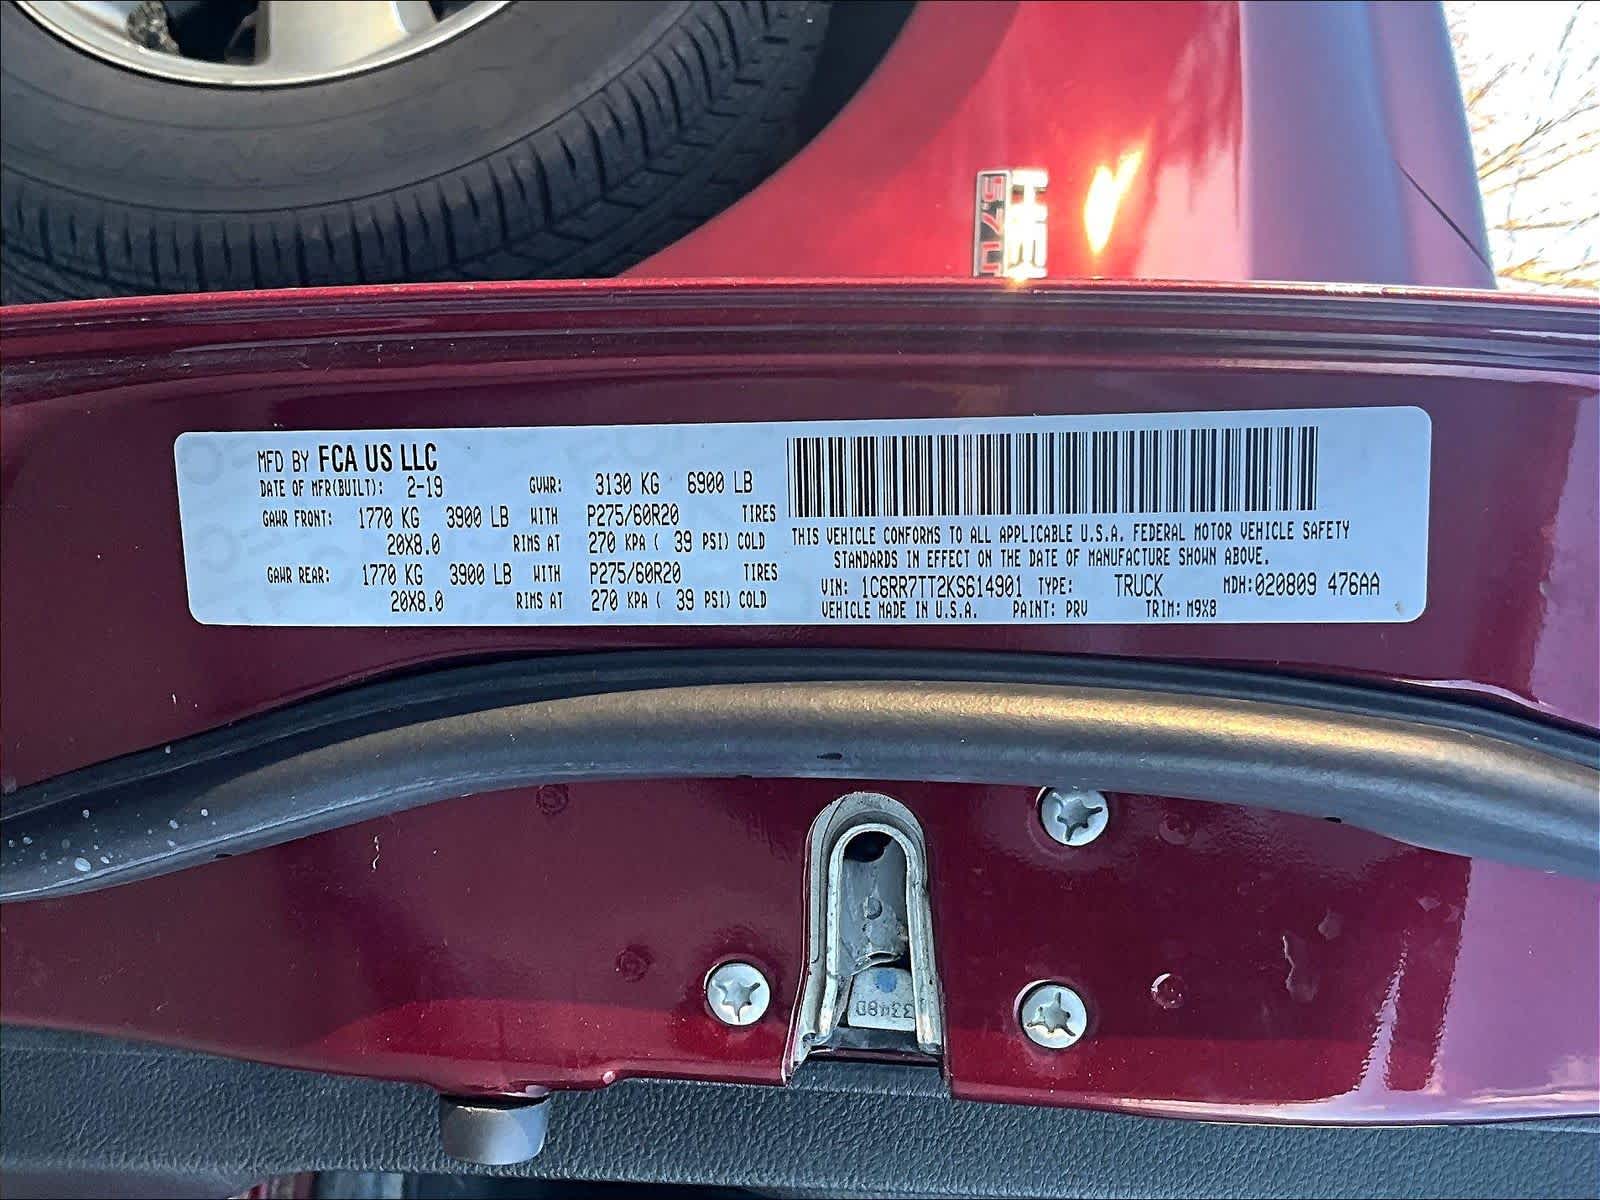 HE
5.7 L
MFD BY FCA US LLC
DATE OF MFR(BUILT): 2-19 GVWR: 3130 KG 6900 LB
GAWR FRONT: 1770 KG 3900 LB WITH P275/60R20 TIRES
20X8.0 RIMS AT 270 KPA ( 39 PSI) COLD
GAWR REAR: 1770 KG 3900 LB WITH P275/60R20 TIRES
20X8.0 RIMS AT 270 KPA ( 39 PSI) COLD
THIS VEHICLE CONFORMS TO ALL APPLICABLE U.S.A. FEDERAL MOTOR VEHICLE SAFETY
STANDARDS IN EFFECT ON THE DATE OF MANUFACTURE SHOWN ABOVE.
VIN: 1C6RR7TT2KS614901 TYPE: TRUCK MDH:020809 476AA
VEHICLE MADE IN U.S.A. PAINT: PRV TRIM: M9X8
3348D